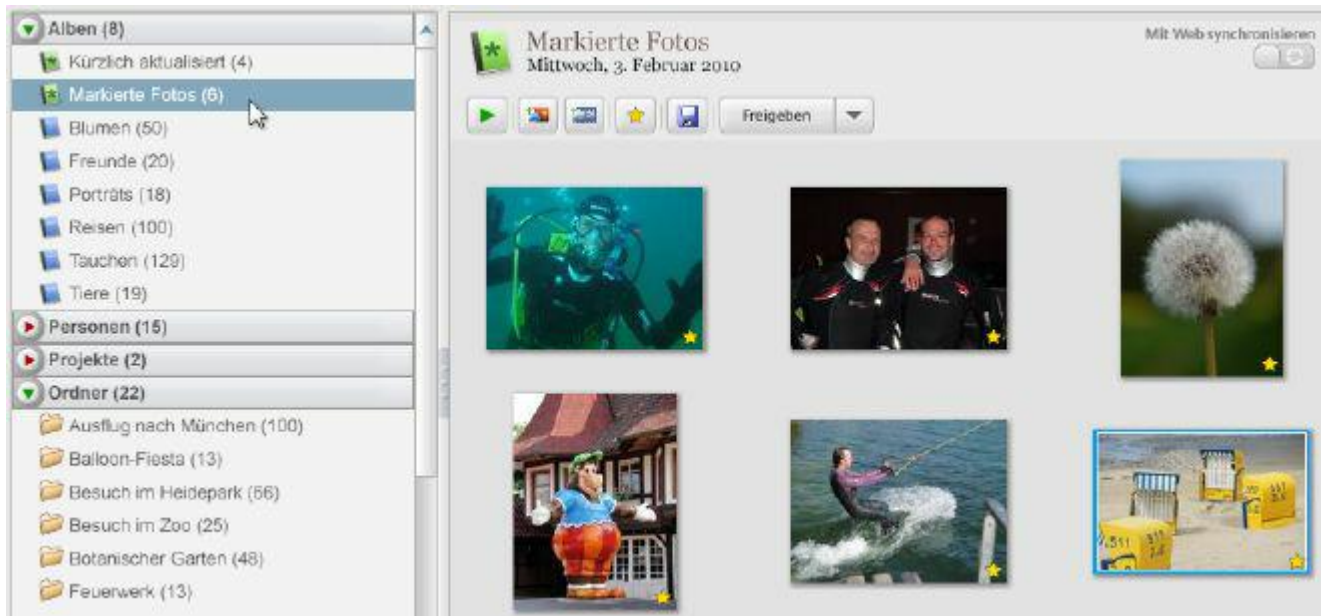 Alben (8)
Kürzlich aktualisiert (4)
Markierte Fotos (6)
Blumen (50)
Freunde (20)
Porträts (18)
Reisen (100)
Tauchen (129)
Tiere (19)
Personen (15)
Projekte (2)
Ordner (22)
Ausflug nach München (100)
Balloon-Fiesta (13)
Besuch im Heidepark (66)
Besuch im Zoo (25)
Botanischer Garten (48)
Feuerwerk (13)
Markierte Fotos
Mittwoch, 3. Februar 2010
Mit Web synchronisieren
Freigeben